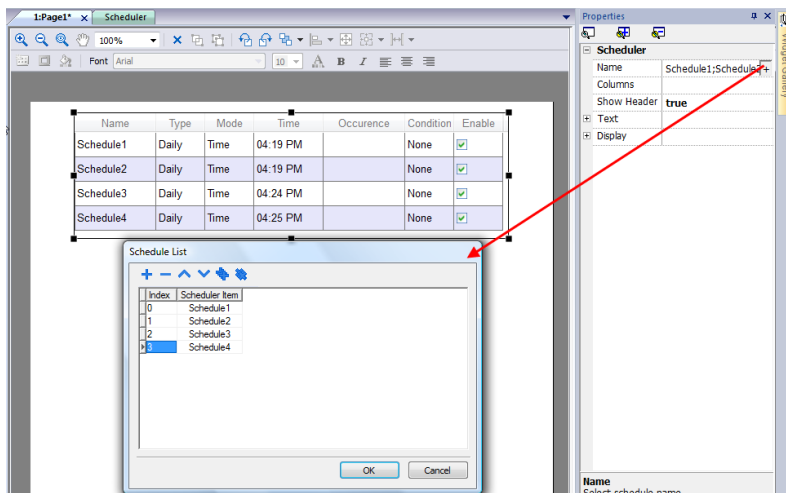 1:Page1* x Scheduler
Properties
100%
Font Arial
10
B I
Scheduler
Name Schedule1;Schedule2 +
Columns
Show Header true
Text
Display
Widget Gallery
Name Type Mode Time Occurence Condition Enable
Schedule1 Daily Time 04:19 PM None
Schedule2 Daily Time 04:19 PM None
Schedule3 Daily Time 04:24 PM None
Schedule4 Daily Time 04:25 PM None
Schedule List
Index Scheduler Item
0 Schedule1
1 Schedule2
2 Schedule3
3 Schedule4
OK Cancel
Name
Select schedule name